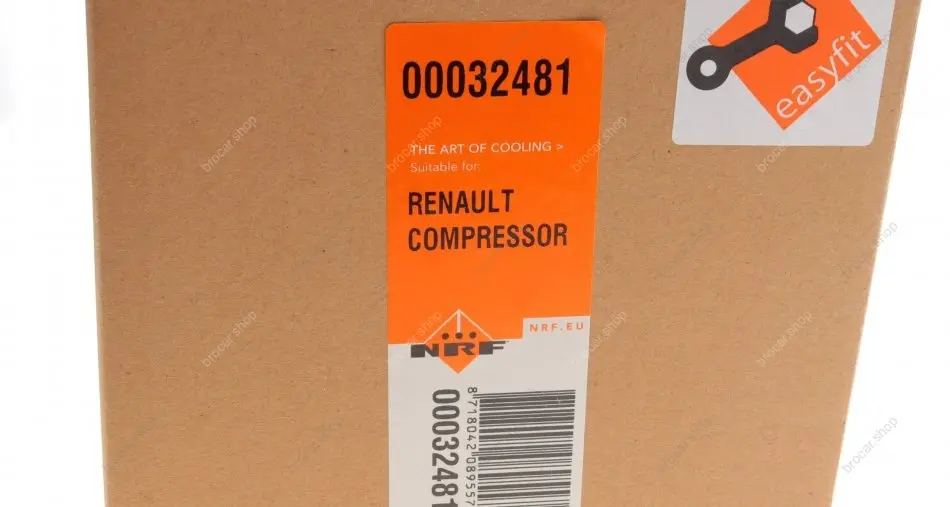 00032481
easyfit
THE ART OF COOLING >
Suitable for:
RENAULT
COMPRESSOR
NRF.EU
NRF
00032481
8718042089557
brocar.shop